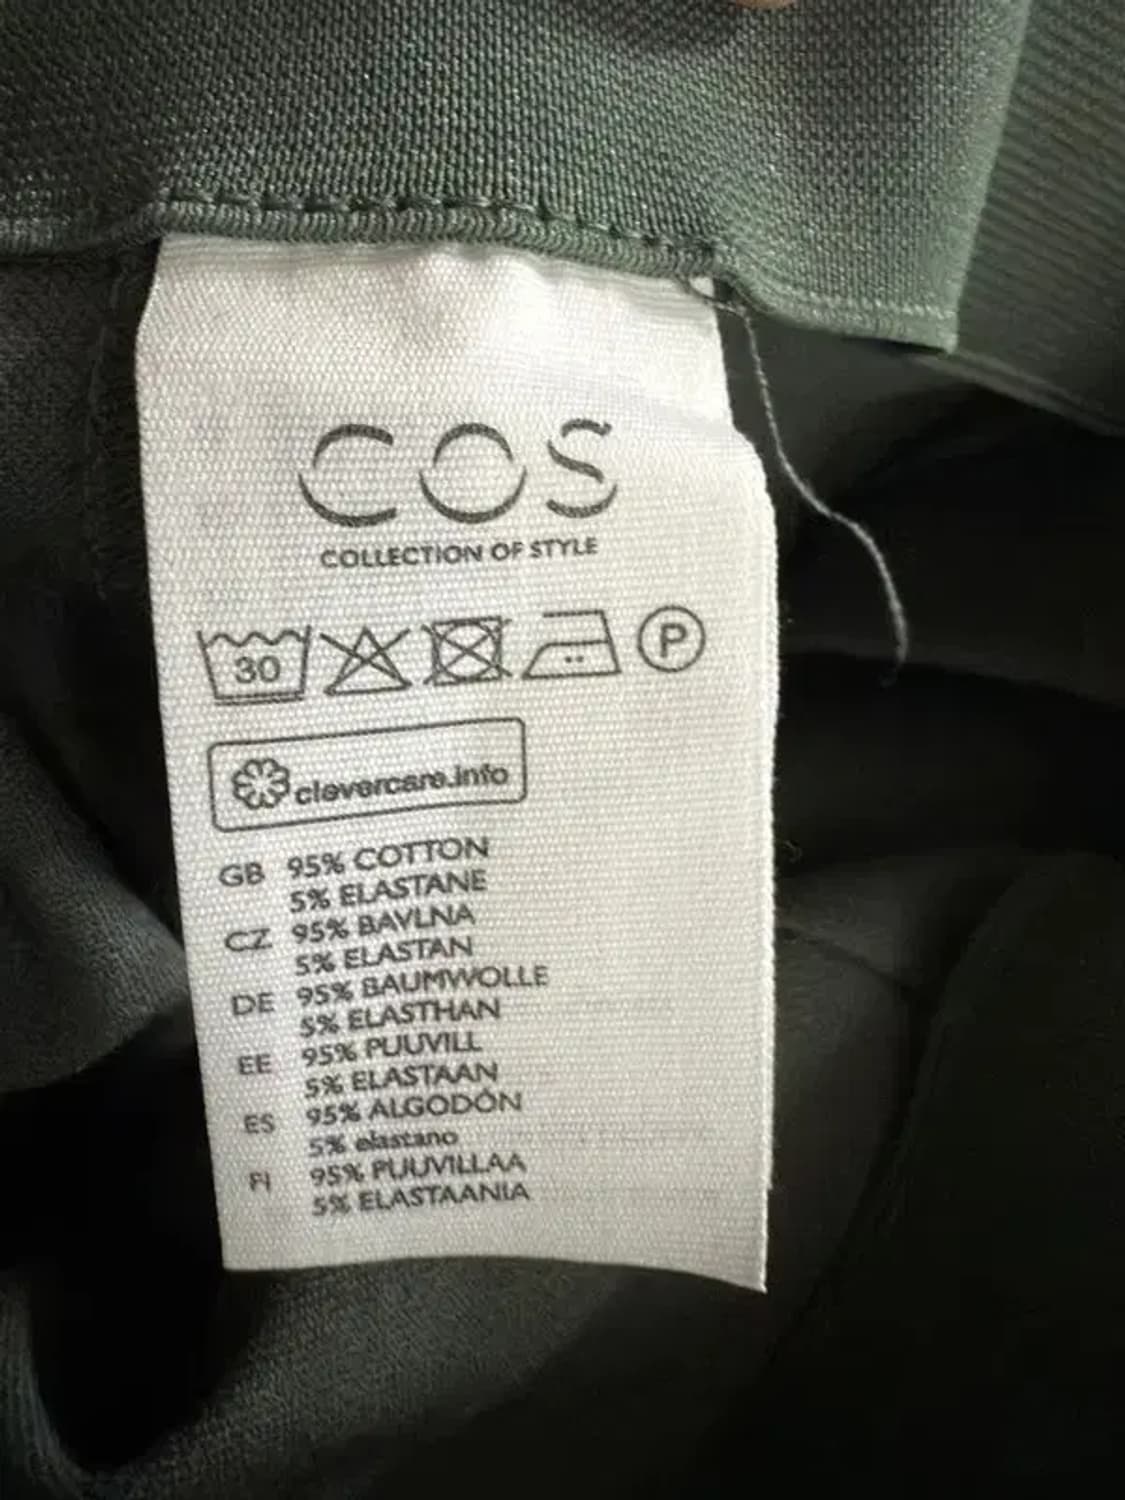 COS
COLLECTION OF STYLE
30 P
clevercare.info
GB 95% COTTON
5% ELASTANE
CZ 95% BAVLNA
5% ELASTAN
DE 95% BAUMWOLLE
5% ELASTHAN
EE 95% PUUVILL
5% ELASTAAN
ES 95% ALGODÓN
5% elastano
FI 95% PUUVILLAA
5% ELASTAANIA